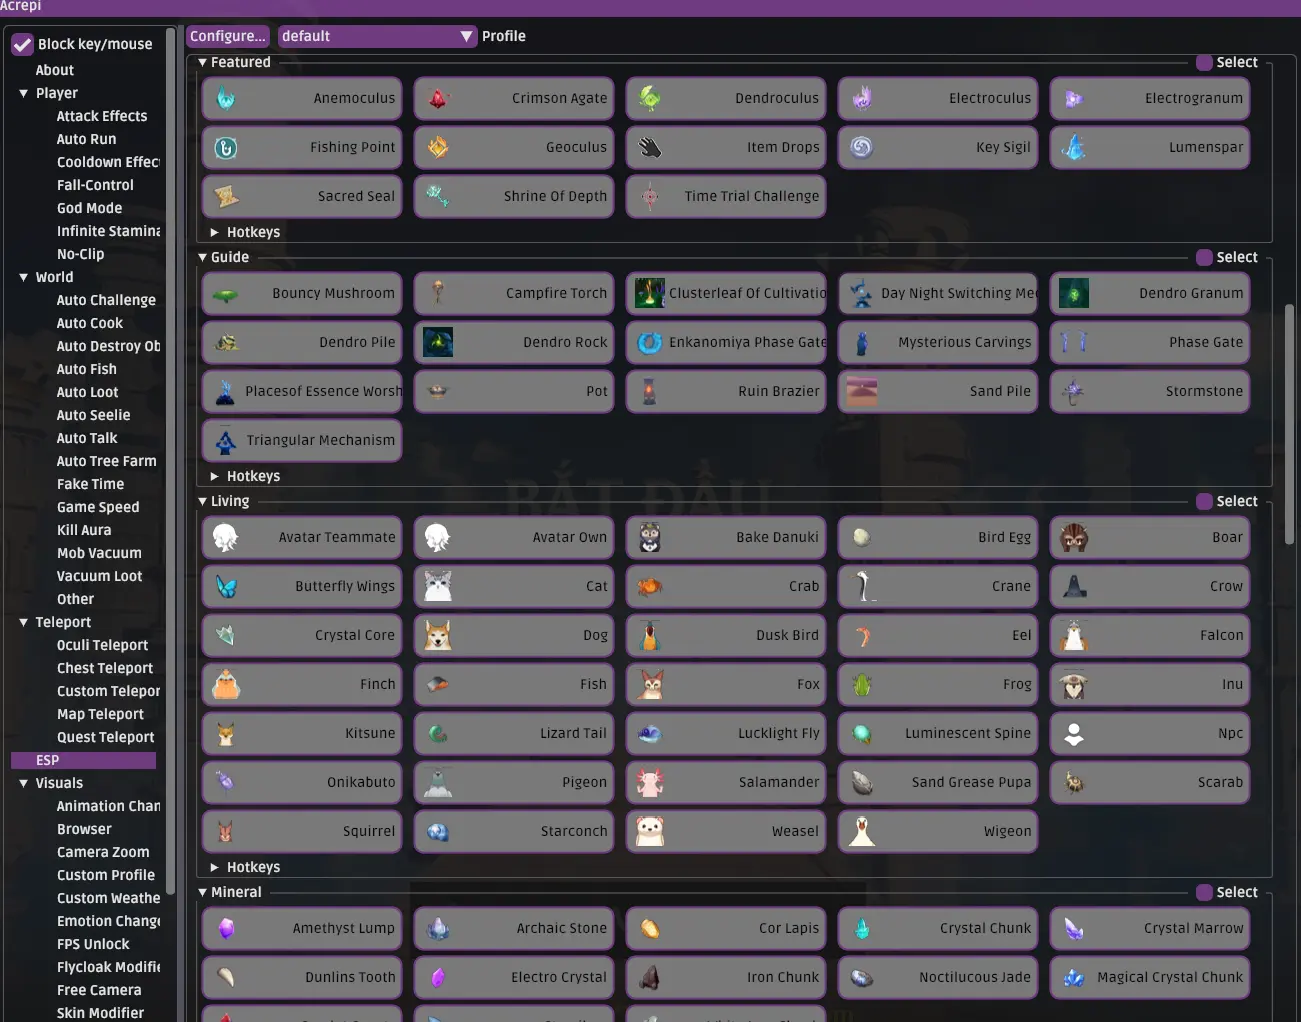 Acrepi
Configure... default Profile
Block key/mouse
About
Player
Attack Effects
Auto Run
Cooldown Effec
Fall-Control
God Mode
Infinite Stamina
No-Clip
World
Auto Challenge
Auto Cook
Auto Destroy Ob
Auto Fish
Auto Loot
Auto Seelie
Auto Talk
Auto Tree Farm
Fake Time
Game Speed
Kill Aura
Mob Vacuum
Vacuum Loot
Other
Teleport
Oculi Teleport
Chest Teleport
Custom Telepor
Map Teleport
Quest Teleport
ESP
Visuals
Animation Chan
Browser
Camera Zoom
Custom Profile
Custom Weathe
Emotion Change
FPS Unlock
Flycloak Modifie
Free Camera
Skin Modifier
Featured Select
Anemoculus Crimson Agate Dendroculus Electroculus Electrogranum
Fishing Point Geoculus Item Drops Key Sigil Lumenspar
Sacred Seal Shrine Of Depth Time Trial Challenge
Hotkeys
Guide Select
Bouncy Mushroom Campfire Torch Clusterleaf Of Cultivatio Day Night Switching Me Dendro Granum
Dendro Pile Dendro Rock Enkanomiya Phase Gate Mysterious Carvings Phase Gate
Placesof Essence Worsh Pot Ruin Brazier Sand Pile Stormstone
Triangular Mechanism
Hotkeys
BẮT ĐẦU
Living Select
Avatar Teammate Avatar Own Bake Danuki Bird Egg Boar
Butterfly Wings Cat Crab Crane Crow
Crystal Core Dog Dusk Bird Eel Falcon
Finch Fish Fox Frog Inu
Kitsune Lizard Tail Lucklight Fly Luminescent Spine Npc
Onikabuto Pigeon Salamander Sand Grease Pupa Scarab
Squirrel Starconch Weasel Wigeon
Hotkeys
Mineral Select
Amethyst Lump Archaic Stone Cor Lapis Crystal Chunk Crystal Marrow
Dunlins Tooth Electro Crystal Iron Chunk Noctilucous Jade Magical Crystal Chunk